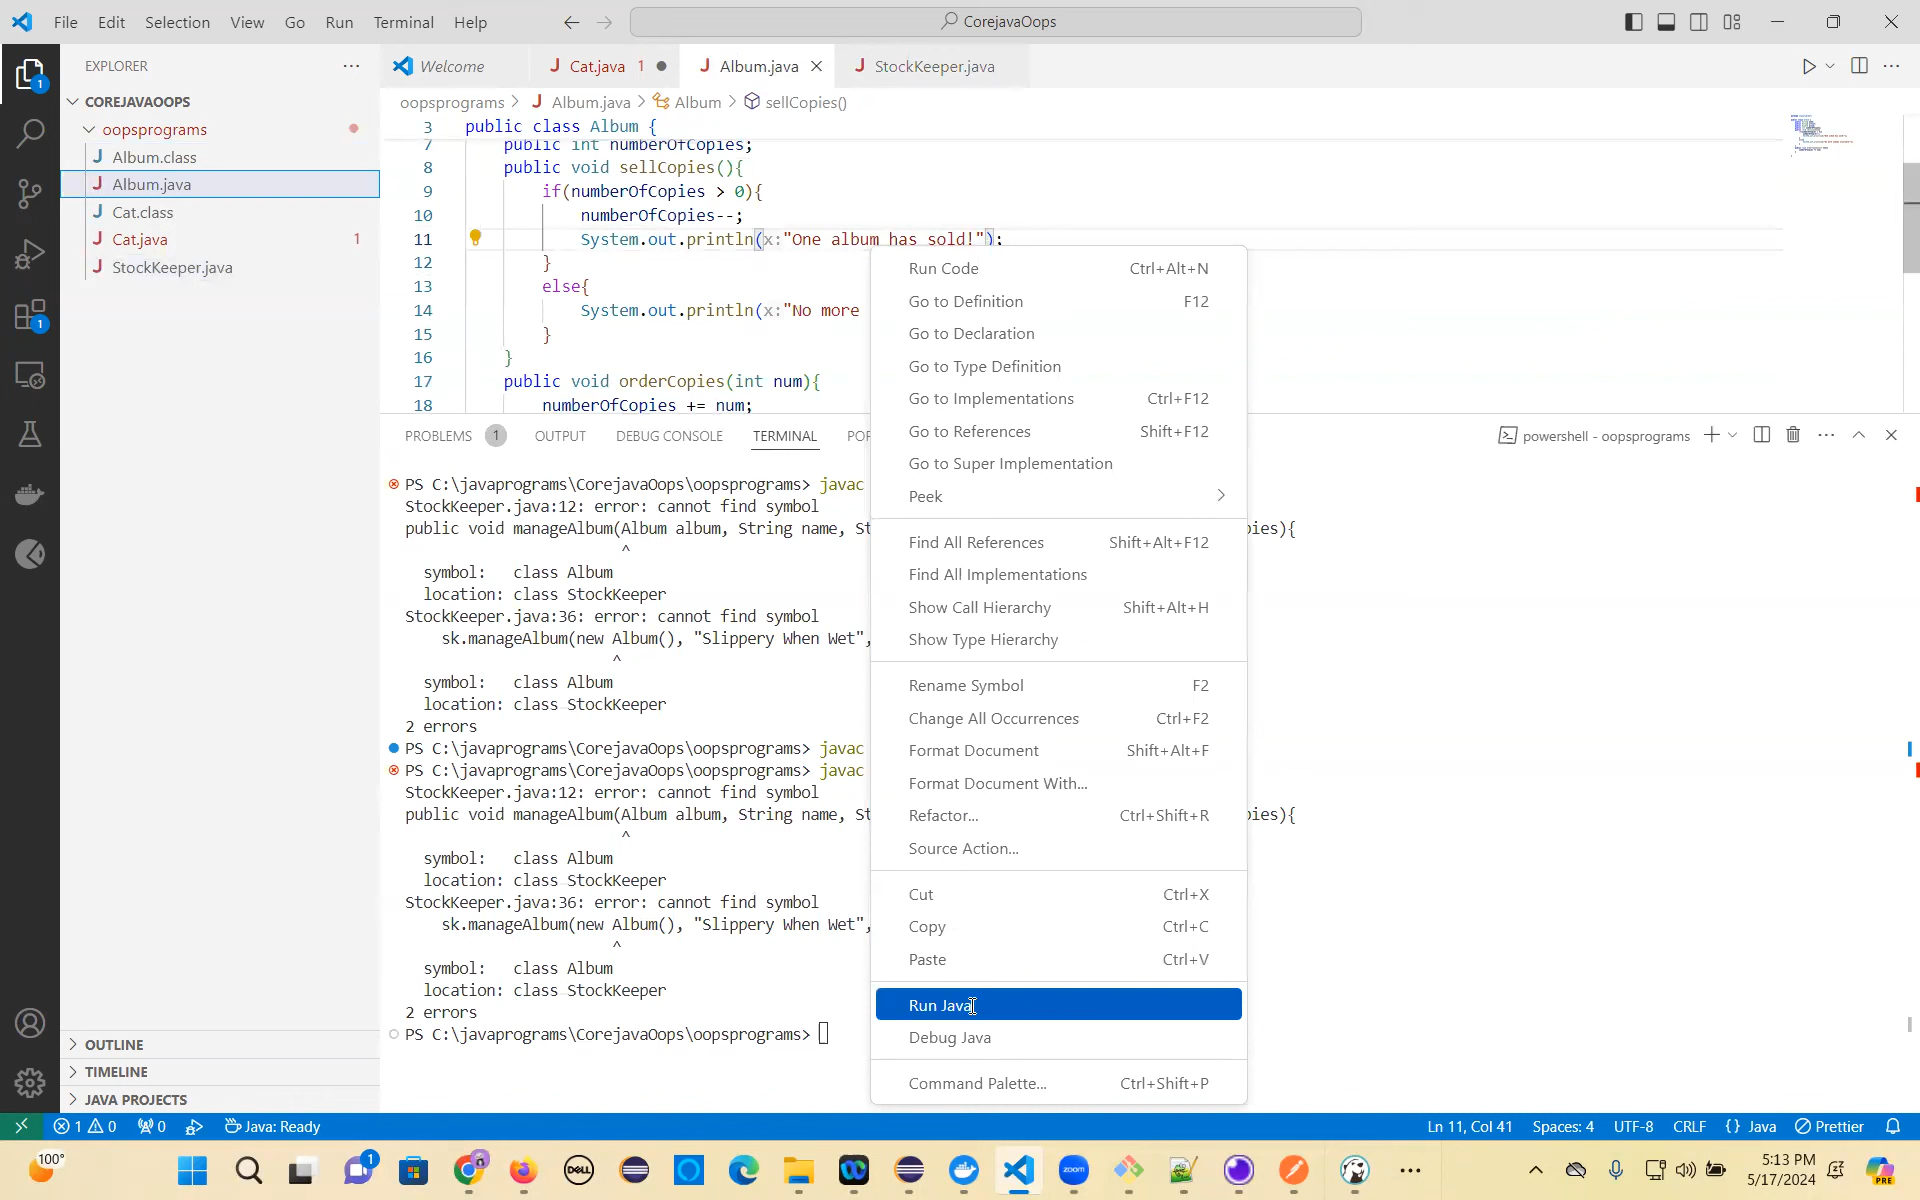 File Edit Selection View Go Run Terminal Help
CorejavaOops
EXPLORER
COREJAVAOOPS
oopsprograms
J Album.class
J Album.java
J Cat.class
J Cat.java 1
J StockKeeper.java
OUTLINE
TIMELINE
JAVA PROJECTS
1
1
Welcome
J Cat.java 1
J Album.java
J StockKeeper.java
oopsprograms > J Album.java > Album > sellCopies()
3 public class Album {
7 public int numberOfCopies;
8 public void sellCopies(){
9 if(numberOfCopies > 0){
10 numberOfCopies--;
11 System.out.println(x:"One album has sold!");
12 }
13 else{
14 System.out.println(x:"No more
15 }
16 }
17 public void orderCopies(int num){
18 numberOfCopies += num;
PROBLEMS 1 OUTPUT DEBUG CONSOLE TERMINAL POR
powershell - oopsprograms
PS C:\javaprograms\CorejavaOops\oopsprograms> javac
StockKeeper.java:12: error: cannot find symbol
public void manageAlbum(Album album, String name, St
pies){
^
symbol: class Album
location: class StockKeeper
StockKeeper.java:36: error: cannot find symbol
sk.manageAlbum(new Album(), "Slippery When Wet",
^
symbol: class Album
location: class StockKeeper
2 errors
PS C:\javaprograms\CorejavaOops\oopsprograms> javac
PS C:\javaprograms\CorejavaOops\oopsprograms> javac
StockKeeper.java:12: error: cannot find symbol
public void manageAlbum(Album album, String name, St
pies){
^
symbol: class Album
location: class StockKeeper
StockKeeper.java:36: error: cannot find symbol
sk.manageAlbum(new Album(), "Slippery When Wet",
^
symbol: class Album
location: class StockKeeper
2 errors
PS C:\javaprograms\CorejavaOops\oopsprograms>
Run Code Ctrl+Alt+N
Go to Definition F12
Go to Declaration
Go to Type Definition
Go to Implementations Ctrl+F12
Go to References Shift+F12
Go to Super Implementation
Peek
Find All References Shift+Alt+F12
Find All Implementations
Show Call Hierarchy Shift+Alt+H
Show Type Hierarchy
Rename Symbol F2
Change All Occurrences Ctrl+F2
Format Document Shift+Alt+F
Format Document With...
Refactor... Ctrl+Shift+R
Source Action...
Cut Ctrl+X
Copy Ctrl+C
Paste Ctrl+V
Run Java
Debug Java
Command Palette... Ctrl+Shift+P
1 0 0 Java: Ready
Ln 11, Col 41 Spaces: 4 UTF-8 CRLF {} Java Prettier
100°
1
DELL
zoom
5:13 PM
5/17/2024
PRE